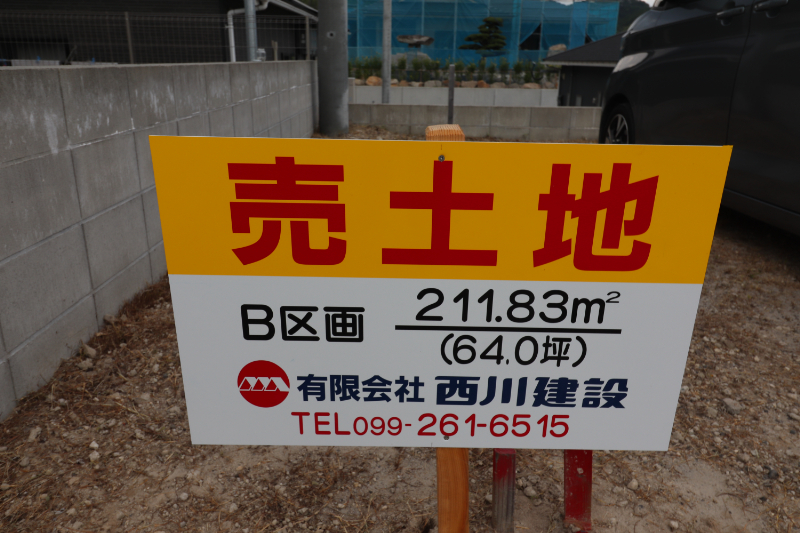 売土地
B区画 211.83m²
(64.0坪)
有限会社 西川建設
TEL099-261-6515